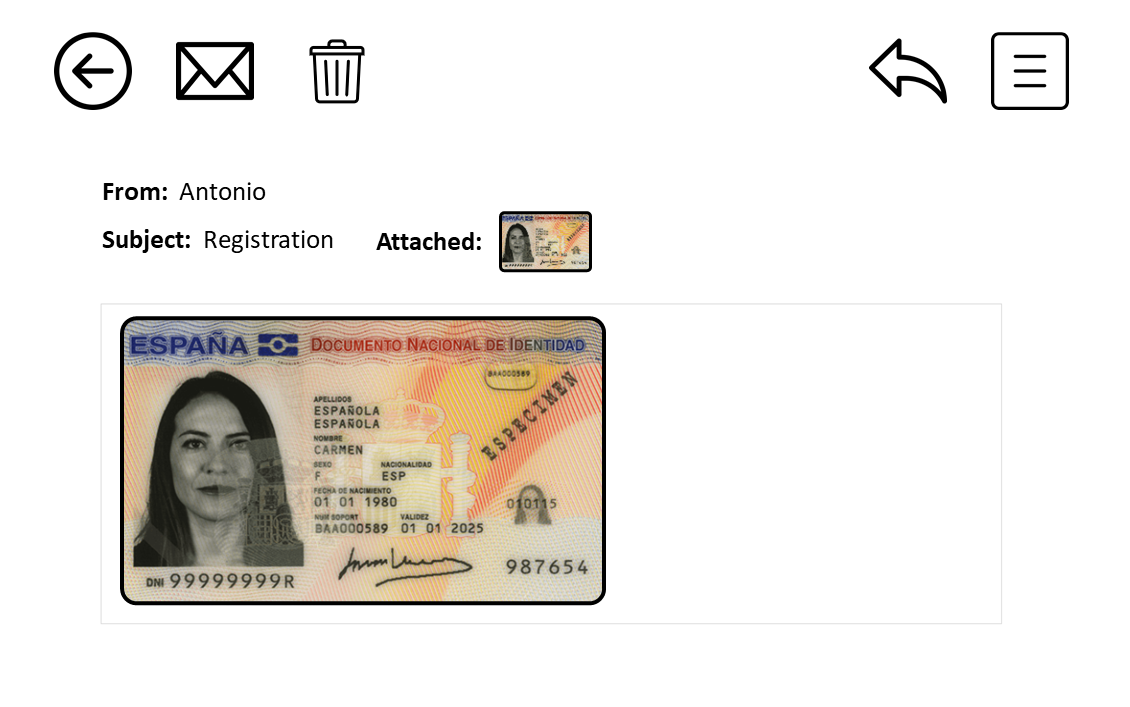 From: Antonio
Subject: Registration Attached:
ESPAÑA DOCUMENTO NACIONAL DE IDENTIDAD
BAA000589
ESPECIMEN
APELLIDOS
ESPAÑOLA
ESPAÑOLA
NOMBRE
CARMEN
SEXO NACIONALIDAD
F ESP
FECHA DE NACIMIENTO
01 01 1980
010115
NUM SOPORT VALIDEZ
BAA000589 01 01 2025
987654
DNI 99999999R